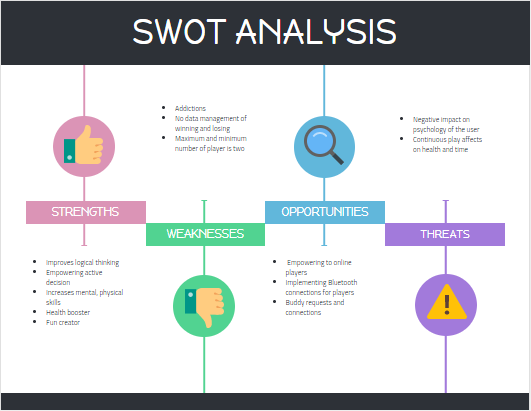 SWOT ANALYSIS
• Addictions
• No data management of
winning and losing
• Maximum and minimum
number of player is two
• Negative impact on
psychology of the user
• Continuous play affects
on health and time
STRENGTHS
WEAKNESSES
OPPORTUNITIES
THREATS
• Improves logical thinking
• Empowering active
decision
• Increases mental, physical
skills
• Health booster
• Fun creator
• Empowering to online
players
• Implementing Bluetooth
connections for players
• Buddy requests and
connections